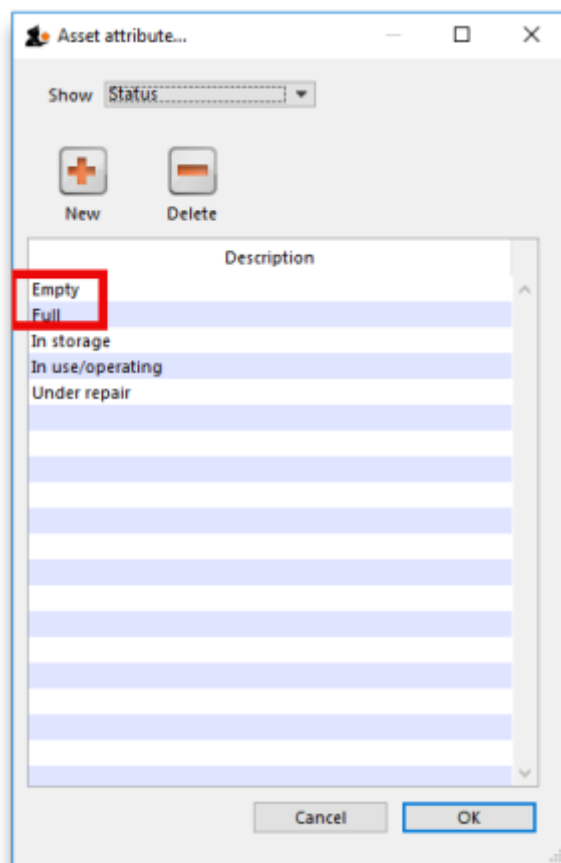 Asset attribute...
Show Status
New Delete
Description
Empty
Full
In storage
In use/operating
Under repair
Cancel OK